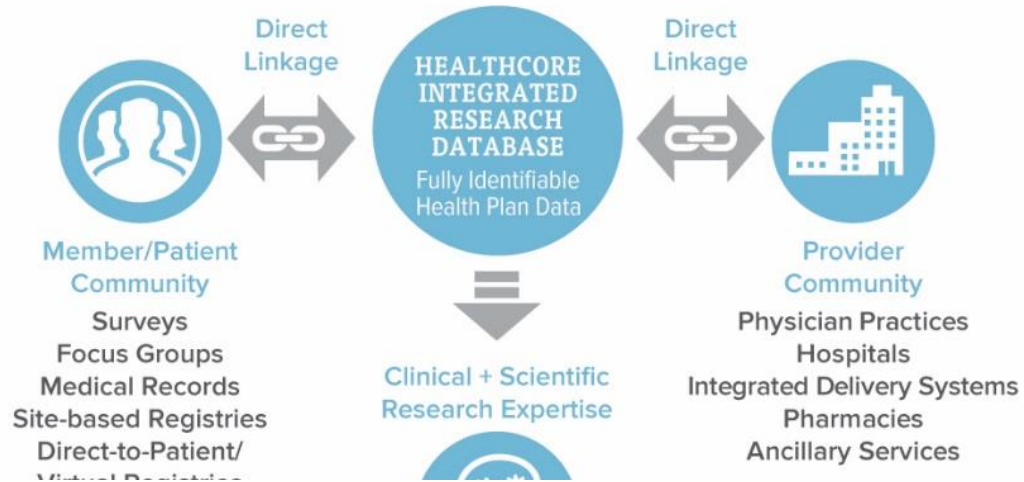 Direct
Linkage
HEALTHCORE
INTEGRATED
RESEARCH
DATABASE
Fully Identifiable
Health Plan Data
Direct
Linkage
Member/Patient
Community
Surveys
Focus Groups
Medical Records
Site-based Registries
Direct-to-Patient/
Virtual Registries
Clinical + Scientific
Research Expertise
Provider
Community
Physician Practices
Hospitals
Integrated Delivery Systems
Pharmacies
Ancillary Services